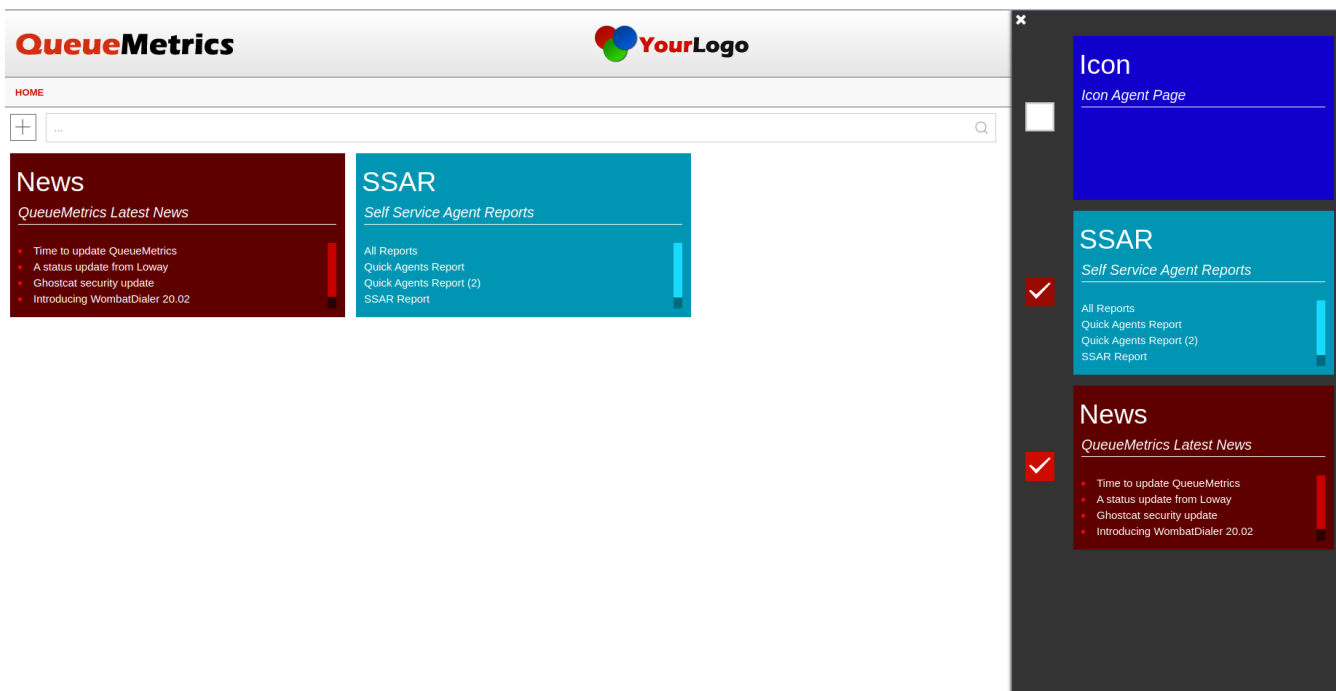 QueueMetrics
YourLogo
HOME
...
News
QueueMetrics Latest News
Time to update QueueMetrics
A status update from Loway
Ghostcat security update
Introducing WombatDialer 20.02
SSAR
Self Service Agent Reports
All Reports
Quick Agents Report
Quick Agents Report (2)
SSAR Report
Icon
Icon Agent Page
SSAR
Self Service Agent Reports
All Reports
Quick Agents Report
Quick Agents Report (2)
SSAR Report
News
QueueMetrics Latest News
Time to update QueueMetrics
A status update from Loway
Ghostcat security update
Introducing WombatDialer 20.02